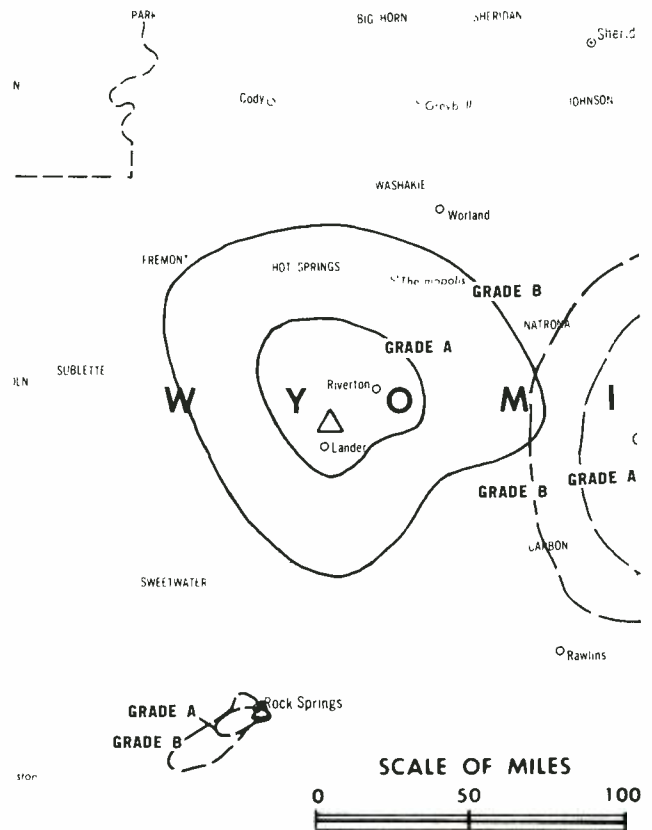 PARK
BIG HORN
SHERIDAN
N
Cody
JOHNSON
WASHAKIE
Worland
FREMONT
HOT SPRINGS
GRADE B
NATRONA
GRADE A
SUBLETTE
Riverton
W Y O M I
Lander
GRADE B
GRADE A
CARBON
SWEETWATER
Rawlins
Rock Springs
GRADE A
GRADE B
SCALE OF MILES
0 50 100